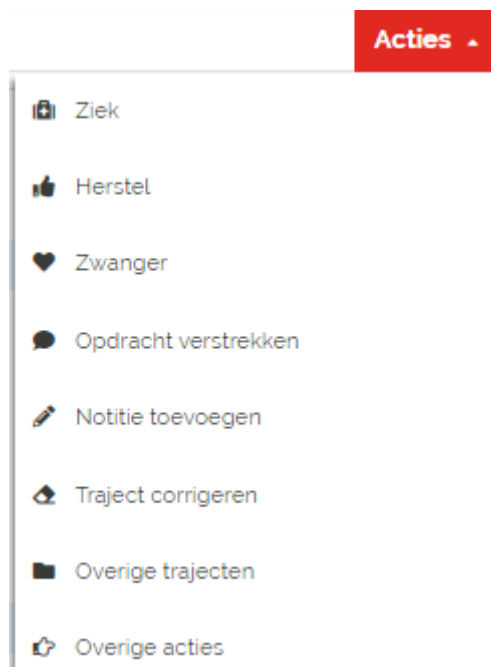 Acties
Ziek
Herstel
Zwanger
Opdracht verstrekken
Notitie toevoegen
Traject corrigeren
Overige trajecten
Overige acties